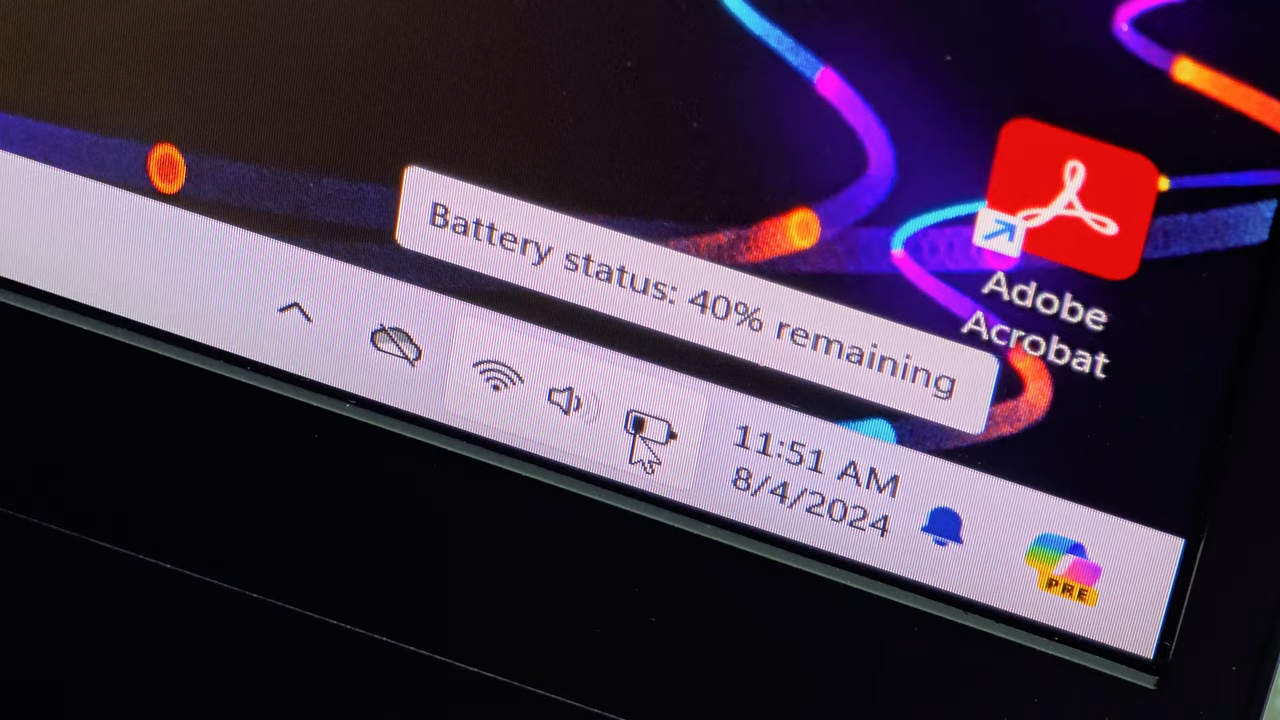 Battery status: 40% remaining
Adobe
Acrobat
11:51 AM
8/4/2024
PRE